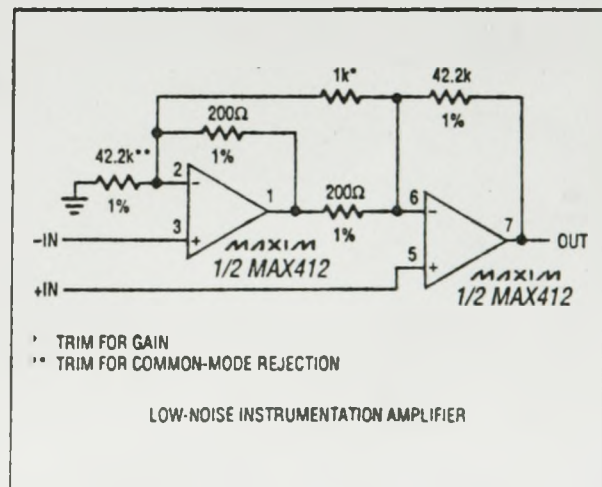 1k*
42.2k
200Ω
1%
1%
42.2k**
2
-
1
200Ω
6
-
7
OUT
1%
3
+
1%
5
+
-IN
MAXIM
1/2 MAX412
MAXIM
1/2 MAX412
+IN
* TRIM FOR GAIN
** TRIM FOR COMMON-MODE REJECTION
LOW-NOISE INSTRUMENTATION AMPLIFIER